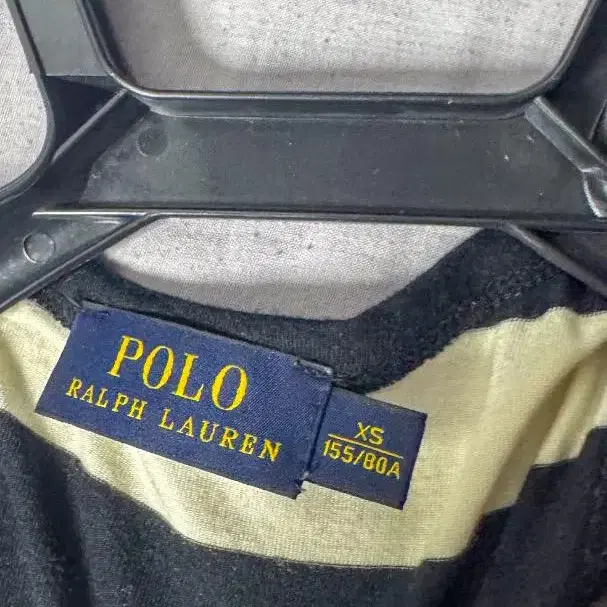 POLO
RALPH LAUREN
XS
155/80A